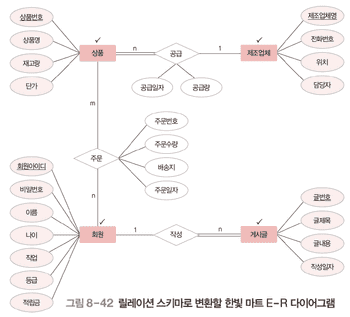 상품번호
상품명
재고량
단가
상품
n
공급
1
제조업체
공급일자
공급량
제조업체명
전화번호
위치
담당자
m
주문
n
주문번호
주문수량
배송지
주문일자
회원아이디
비밀번호
이름
나이
직업
등급
적립금
회원
1
작성
n
게시글
글번호
글제목
글내용
작성일자
그림 8-42 릴레이션 스키마로 변환할 한빛 마트 E-R 다이어그램